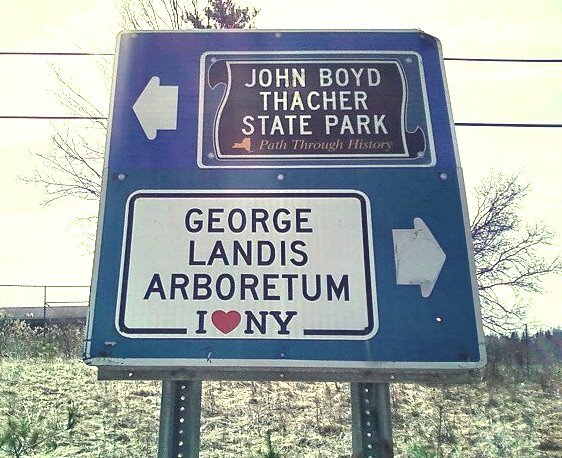 JOHN BOYD
THACHER
STATE PARK
Path Through History
GEORGE
LANDIS
ARBORETUM
I♥NY